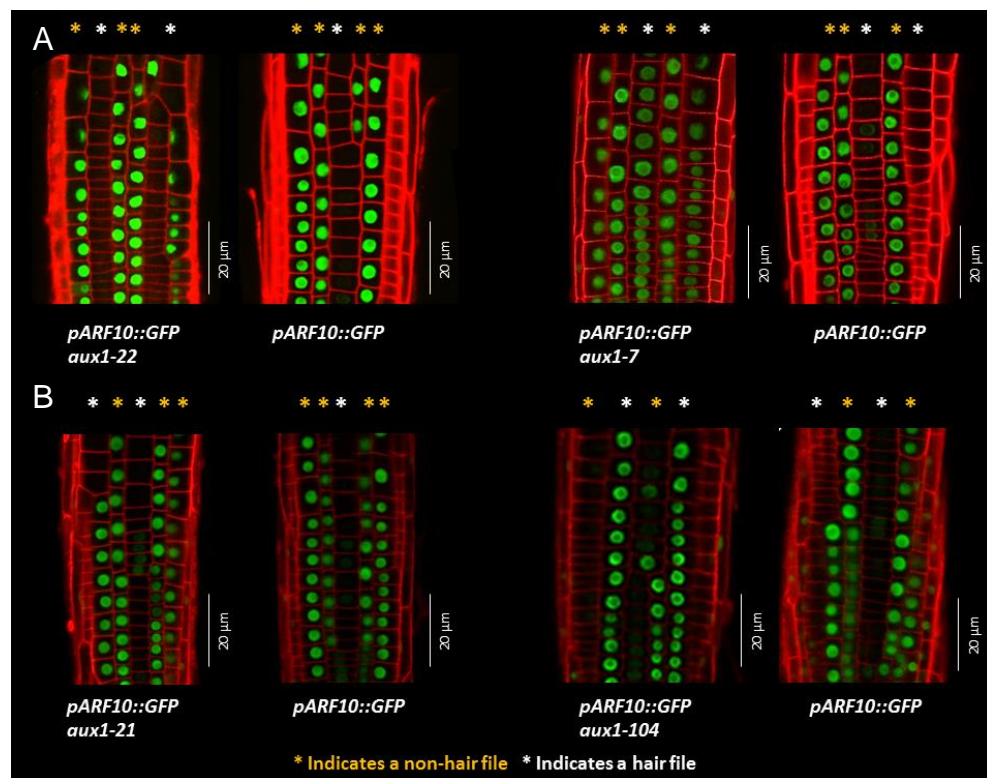 A
* * * * * * * * * * * * * * * * * * * *
20 µm
20 µm
20 µm
20 µm
pARF10::GFP
aux1-22
pARF10::GFP
pARF10::GFP
aux1-7
pARF10::GFP
B
* * * * * * * * * * * * * * * * * *
20 µm
20 µm
20 µm
20 µm
pARF10::GFP
aux1-21
pARF10::GFP
pARF10::GFP
aux1-104
pARF10::GFP
* Indicates a non-hair file * Indicates a hair file